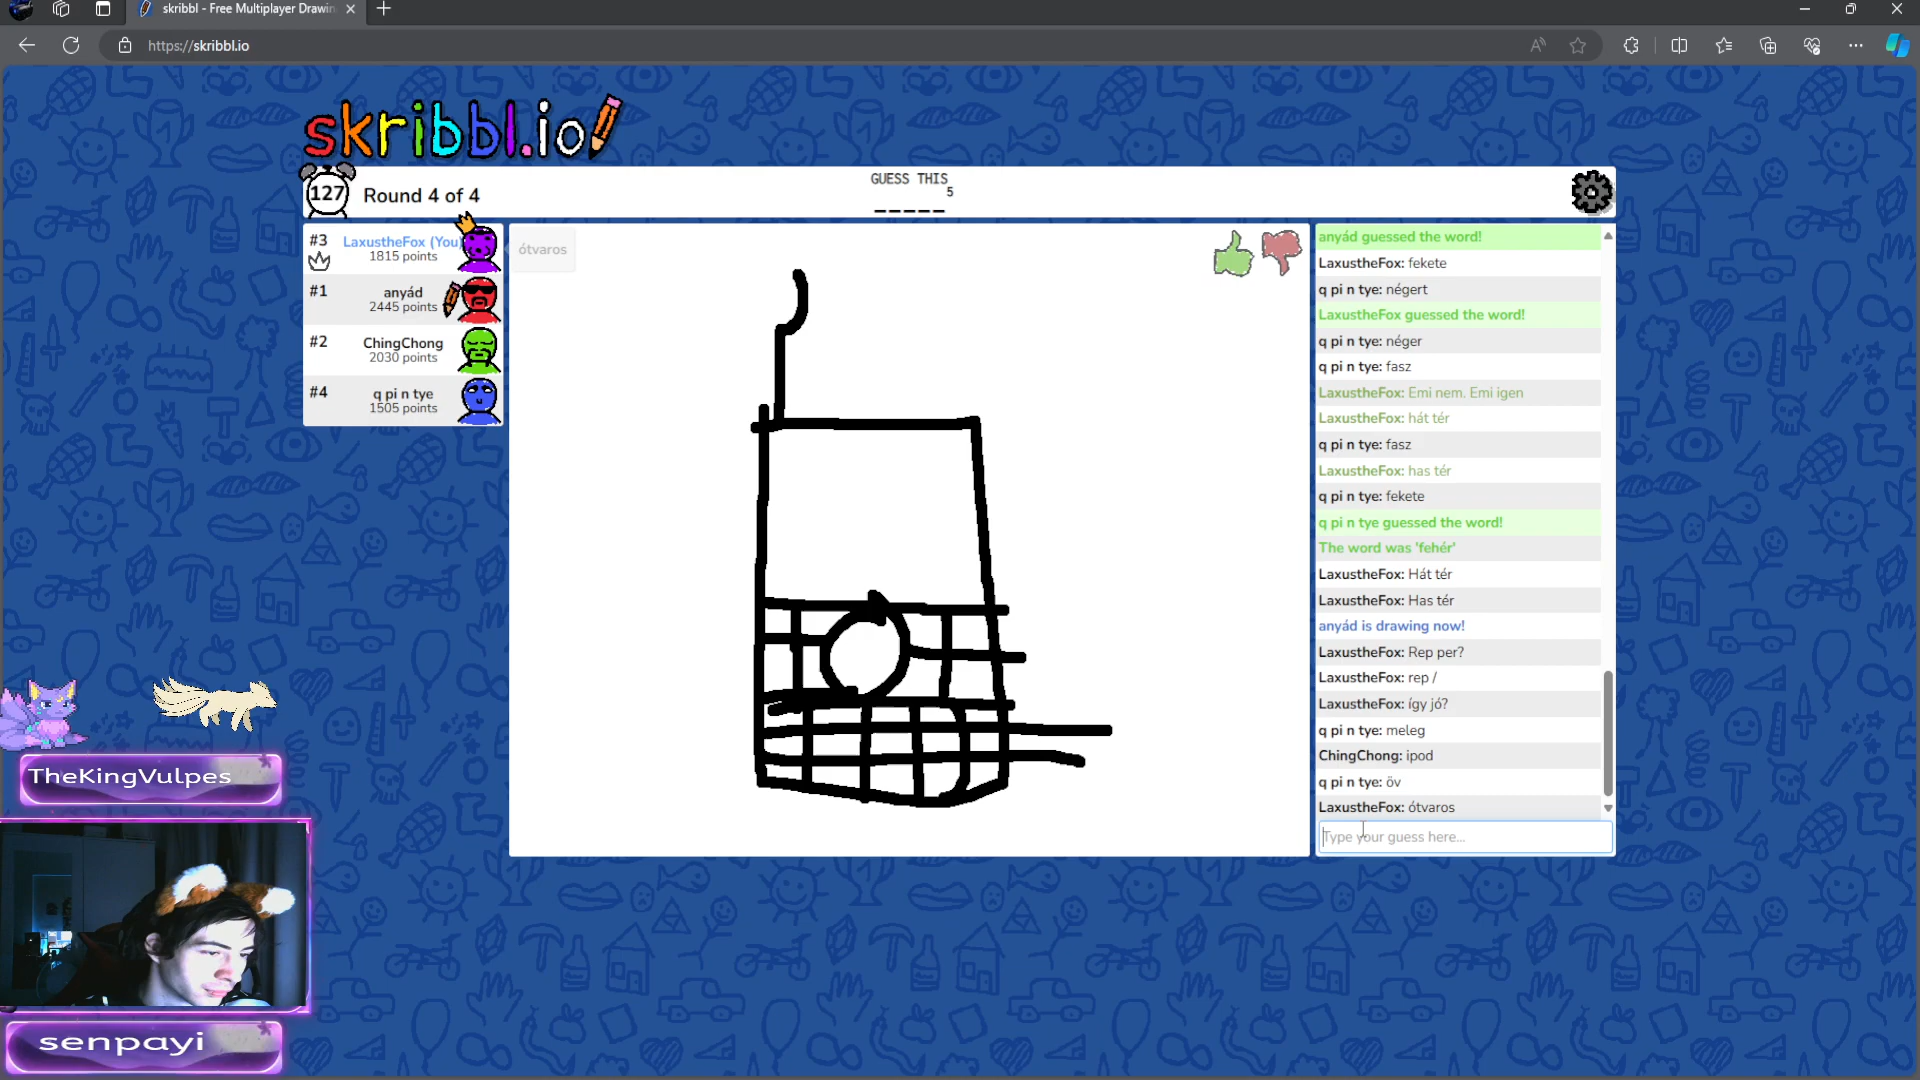 skribbl - Free Multiplayer Drawin
https://skribbl.io
skribbl.io
127
Round 4 of 4
GUESS THIS
5
_____
#3
LaxustheFox (You)
1815 points
#1
anyád
2445 points
#2
ChingChong
2030 points
#4
q pi n tye
1505 points
ótvaros
anyád guessed the word!
LaxustheFox: fekete
q pi n tye: négert
LaxustheFox guessed the word!
q pi n tye: néger
q pi n tye: fasz
LaxustheFox: Emi nem. Emi igen
LaxustheFox: hát tér
q pi n tye: fasz
LaxustheFox: has tér
q pi n tye: fekete
q pi n tye guessed the word!
The word was 'fehér'
LaxustheFox: Hát tér
LaxustheFox: Has tér
anyád is drawing now!
LaxustheFox: Rep per?
LaxustheFox: rep /
LaxustheFox: így jó?
q pi n tye: meleg
ChingChong: ipod
q pi n tye: öv
LaxustheFox: ótvaros
Type your guess here...
TheKingVulpes
senpayi